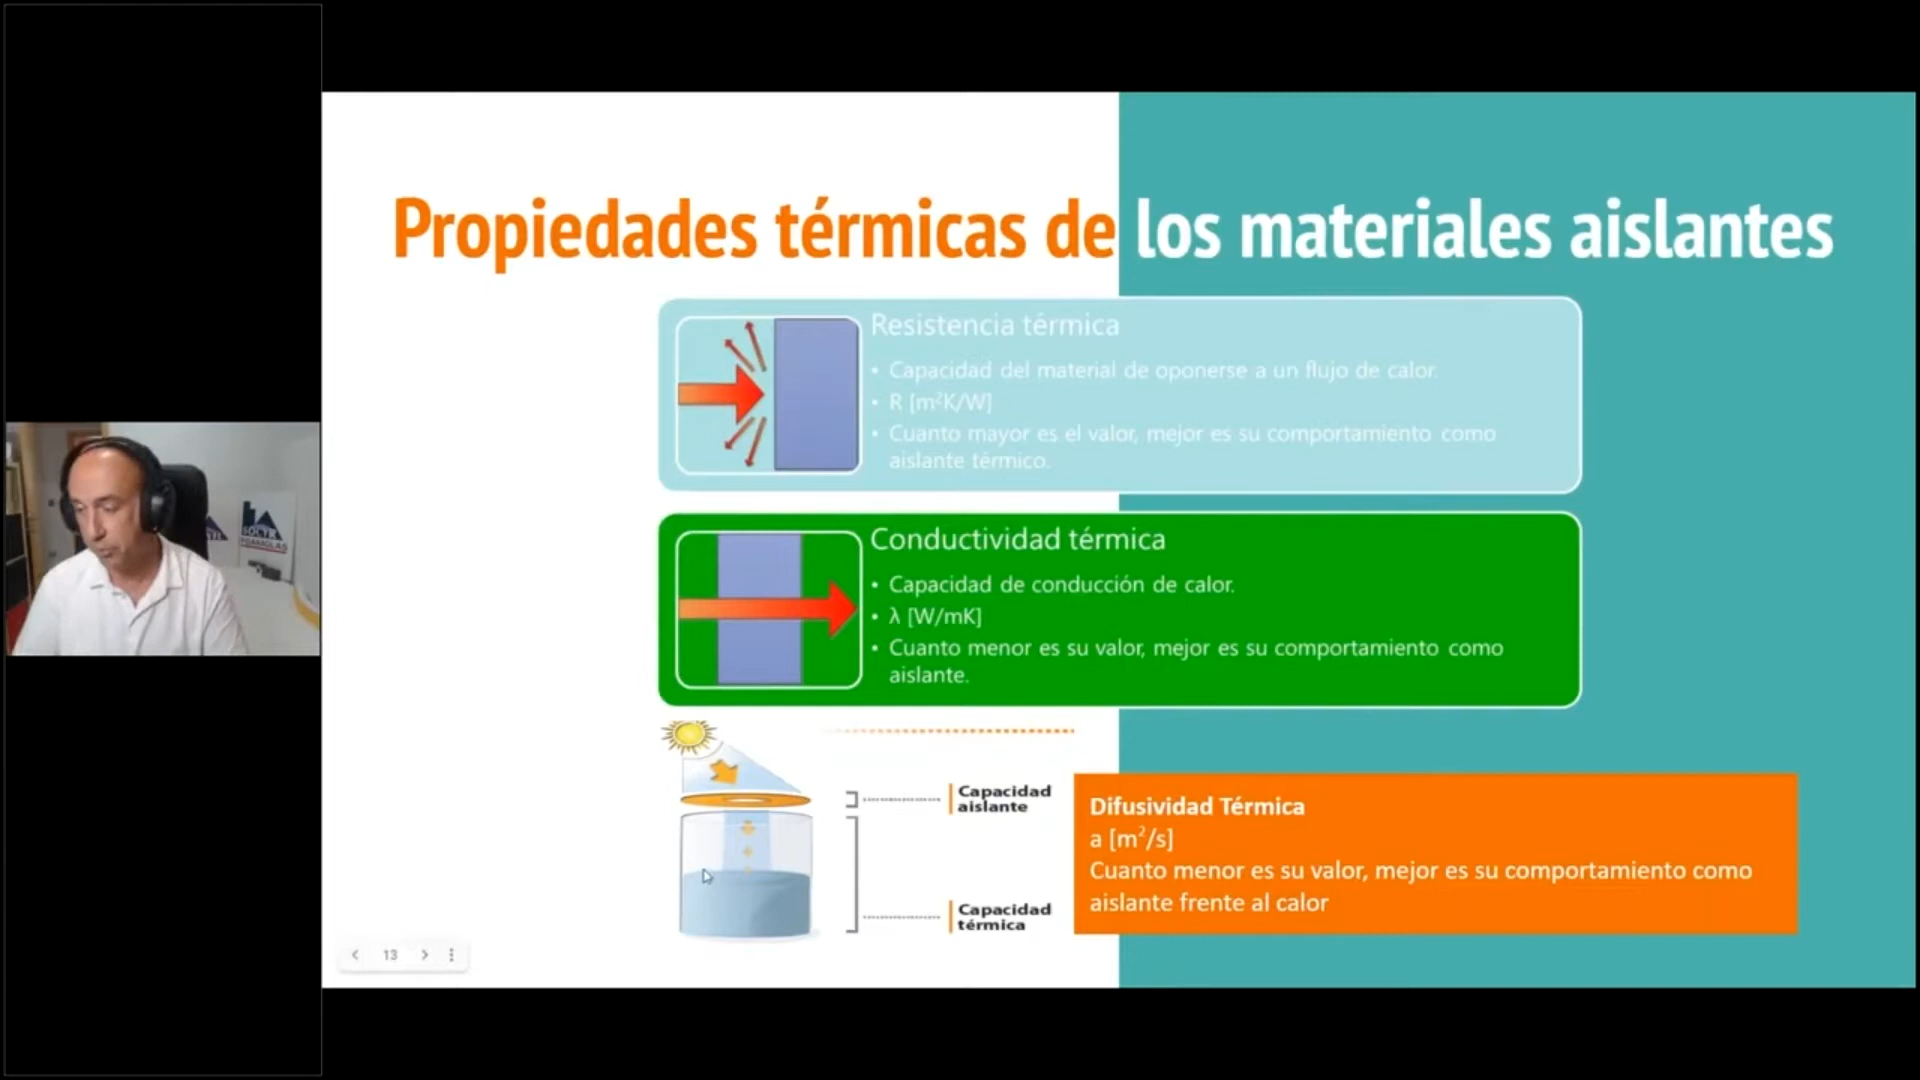 Propiedades térmicas de los materiales aislantes
Resistencia térmica
• Capacidad del material de oponerse a un flujo de calor.
• R [m²K/W]
• Cuanto mayor es el valor, mejor es su comportamiento como
aislante térmico.
Conductividad térmica
• Capacidad de conducción de calor.
• λ [W/mK]
• Cuanto menor es su valor, mejor es su comportamiento como
aislante.
Capacidad
aislante
Capacidad
térmica
Difusividad Térmica
a [m²/s]
Cuanto menor es su valor, mejor es su comportamiento como
aislante frente al calor
13